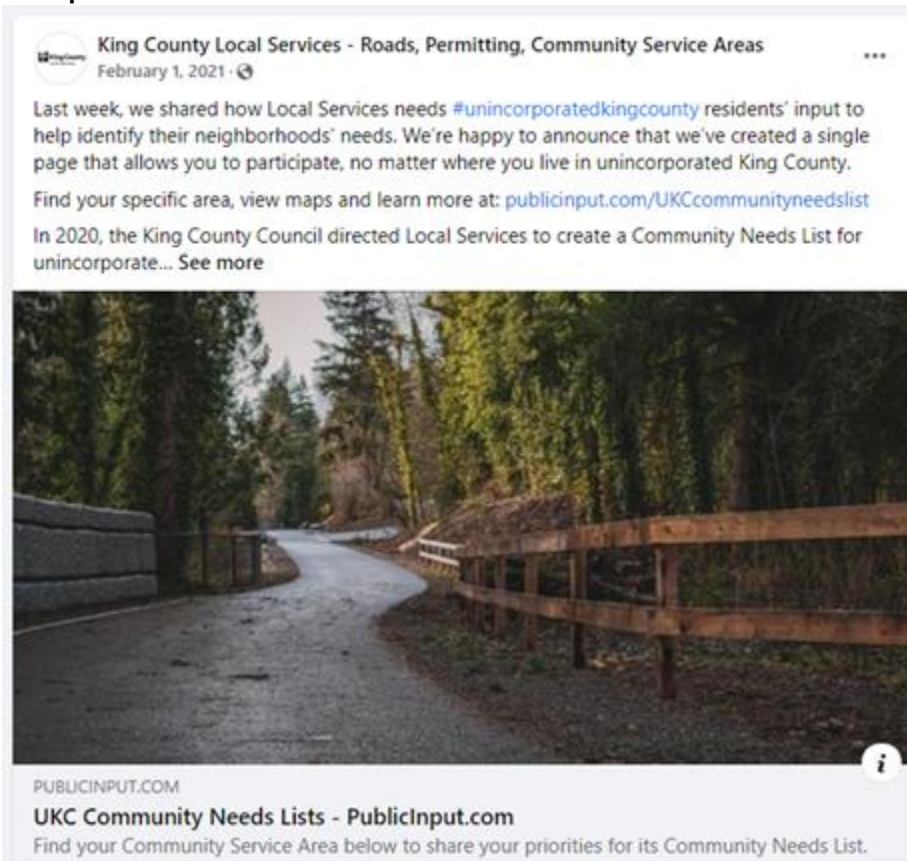 King County Local Services - Roads, Permitting, Community Service Areas
February 1, 2021 ·
Last week, we shared how Local Services needs #unincorporatedkingcounty residents' input to
help identify their neighborhoods' needs. We're happy to announce that we've created a single
page that allows you to participate, no matter where you live in unincorporated King County.
Find your specific area, view maps and learn more at: publicinput.com/UKCcommunityneedslist
In 2020, the King County Council directed Local Services to create a Community Needs List for
unincorporate... See more
i
PUBLICINPUT.COM
UKC Community Needs Lists - PublicInput.com
Find your Community Service Area below to share your priorities for its Community Needs List.